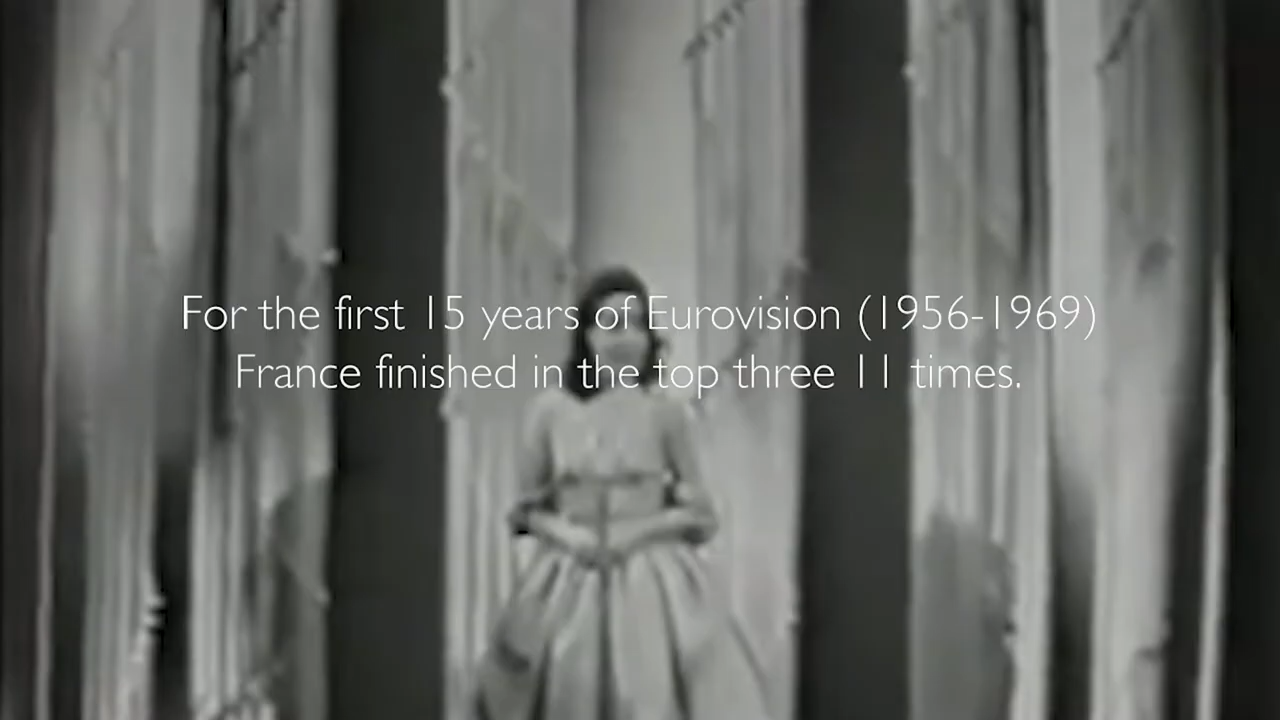 For the first 15 years of Eurovision (1956-1969)
France finished in the top three 11 times.